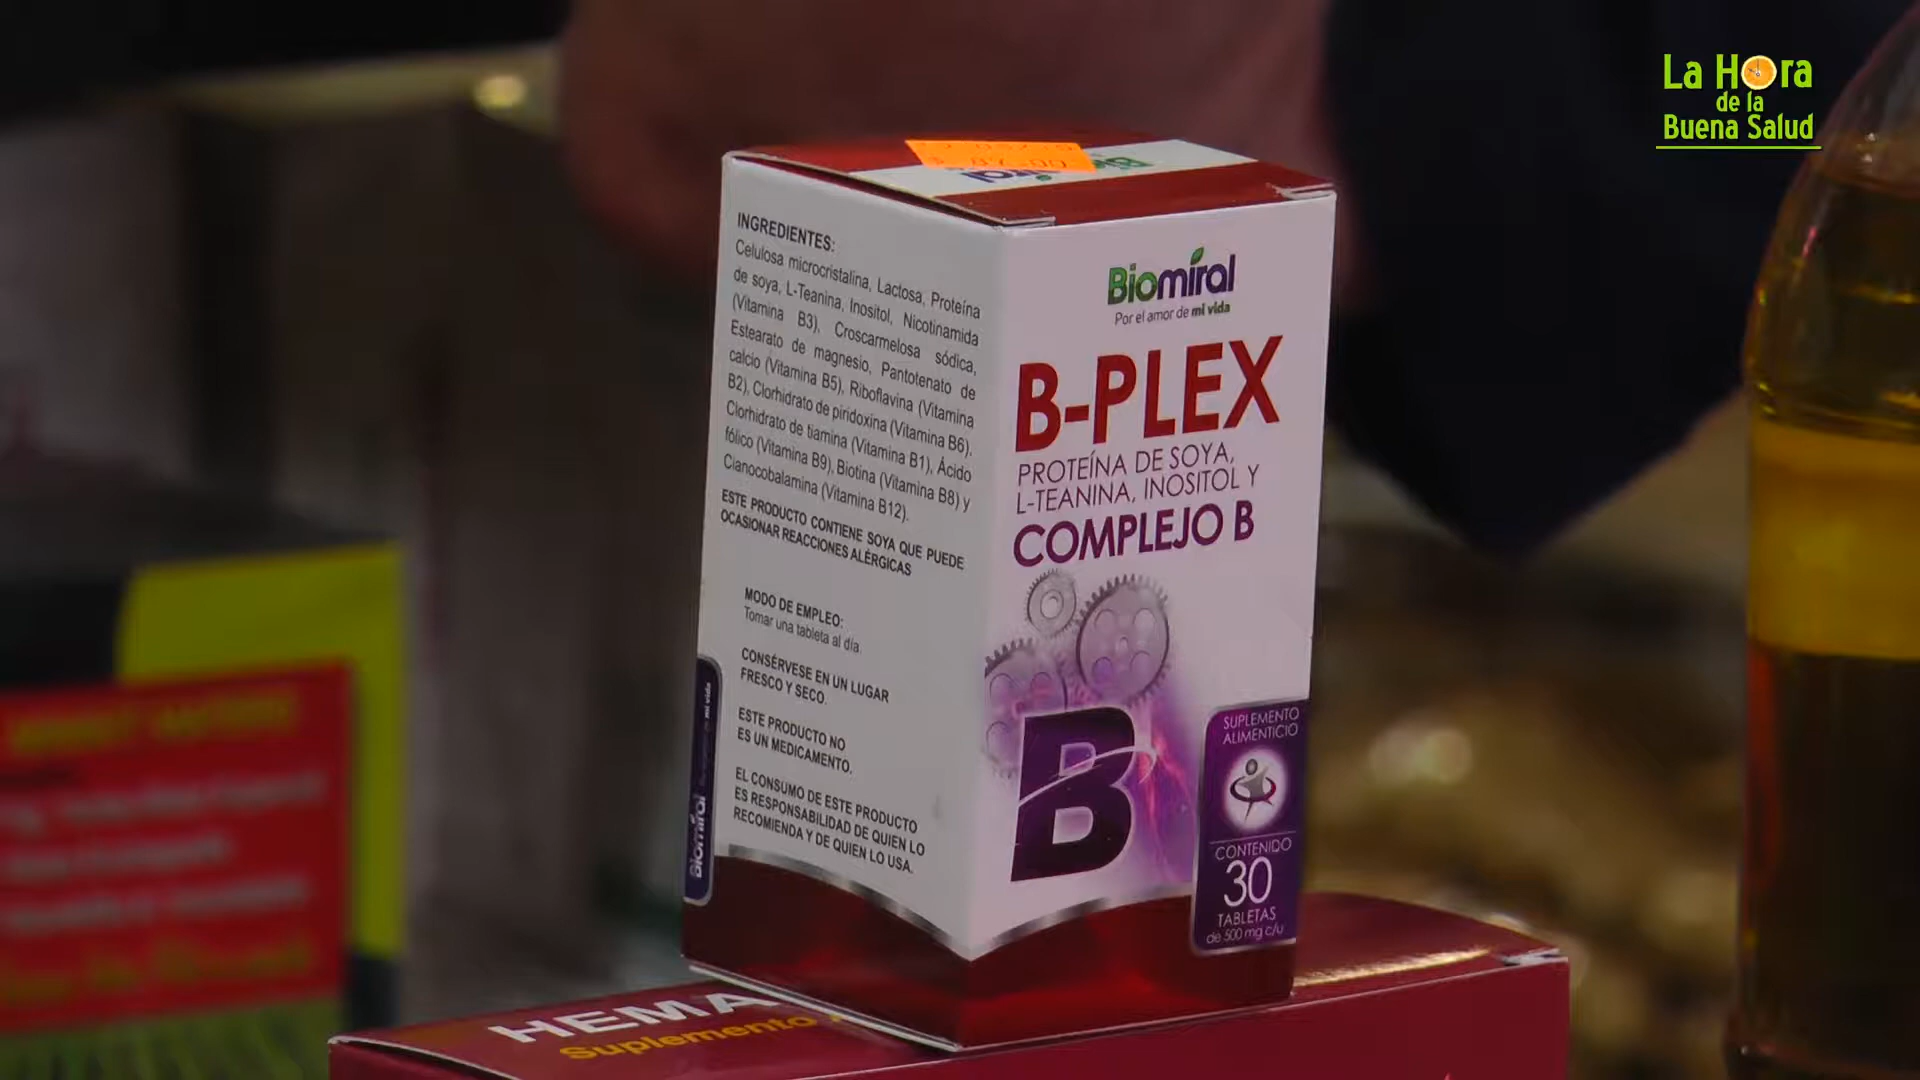 La Hora
de la
Buena Salud
INGREDIENTES:
Celulosa microcristalina, Lactosa, Proteína
de soya, L-Teanina, Inositol, Nicotinamida
(Vitamina B3), Croscarmelosa sódica,
Estearato de magnesio, Pantotenato de
calcio (Vitamina B5), Riboflavina (Vitamina
B2), Clorhidrato de piridoxina (Vitamina B6),
Clorhidrato de tiamina (Vitamina B1), Ácido
fólico (Vitamina B9), Biotina (Vitamina B8) y
Cianocobalamina (Vitamina B12).
ESTE PRODUCTO CONTIENE SOYA QUE PUEDE
OCASIONAR REACCIONES ALÉRGICAS
MODO DE EMPLEO:
Tomar una tableta al día.
CONSÉRVESE EN UN LUGAR
FRESCO Y SECO.
ESTE PRODUCTO NO
ES UN MEDICAMENTO.
EL CONSUMO DE ESTE PRODUCTO
ES RESPONSABILIDAD DE QUIEN LO
RECOMIENDA Y DE QUIEN LO USA.
Biomiral
mi vida
Biomiral
Por el amor de mi vida
B-PLEX
PROTEÍNA DE SOYA,
L-TEANINA, INOSITOL Y
COMPLEJO B
B
SUPLEMENTO
ALIMENTICIO
CONTENIDO
30
TABLETAS
de 500 mg c/u
HEMA
Suplemento